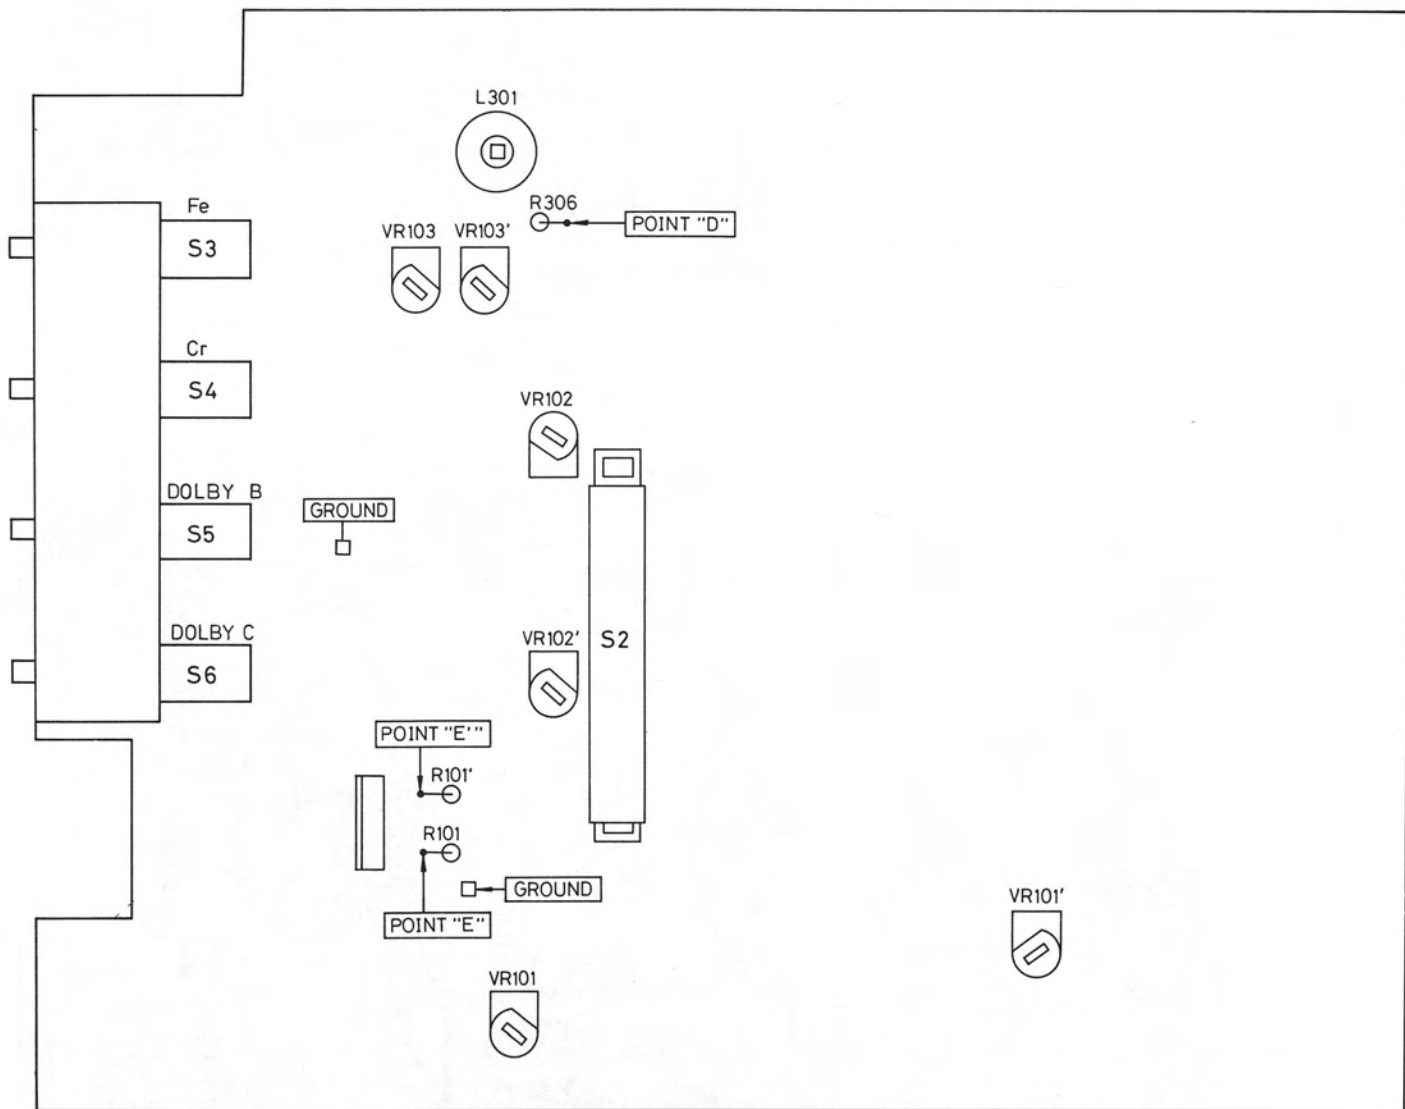 L301
Fe
R306
POINT "D"
VR103
VR103'
S3
Cr
S4
VR102
DOLBY B
GROUND
S5
DOLBY C
VR102'
S2
S6
POINT "E'"
R101'
R101
GROUND
POINT "E"
VR101'
VR101